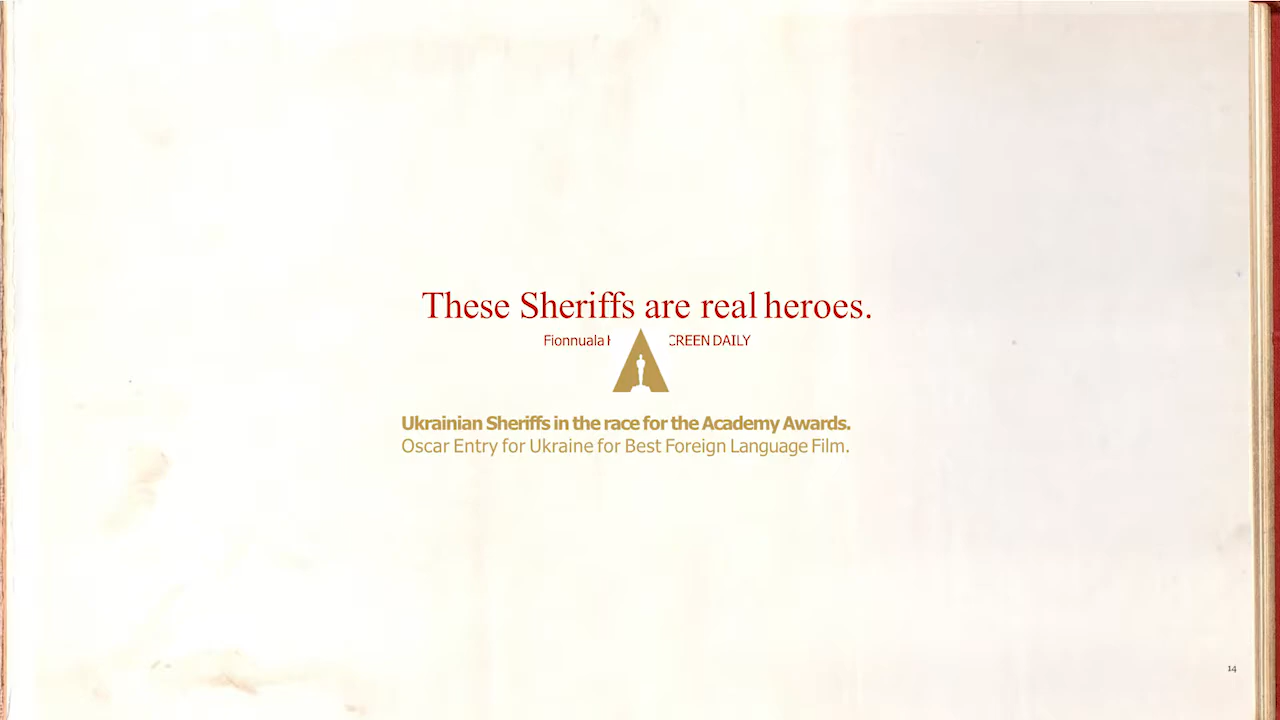 These Sheriffs are real heroes.
Fionnuala CREEN DAILY
Ukrainian Sheriffs in the race for the Academy Awards.
Oscar Entry for Ukraine for Best Foreign Language Film.
14